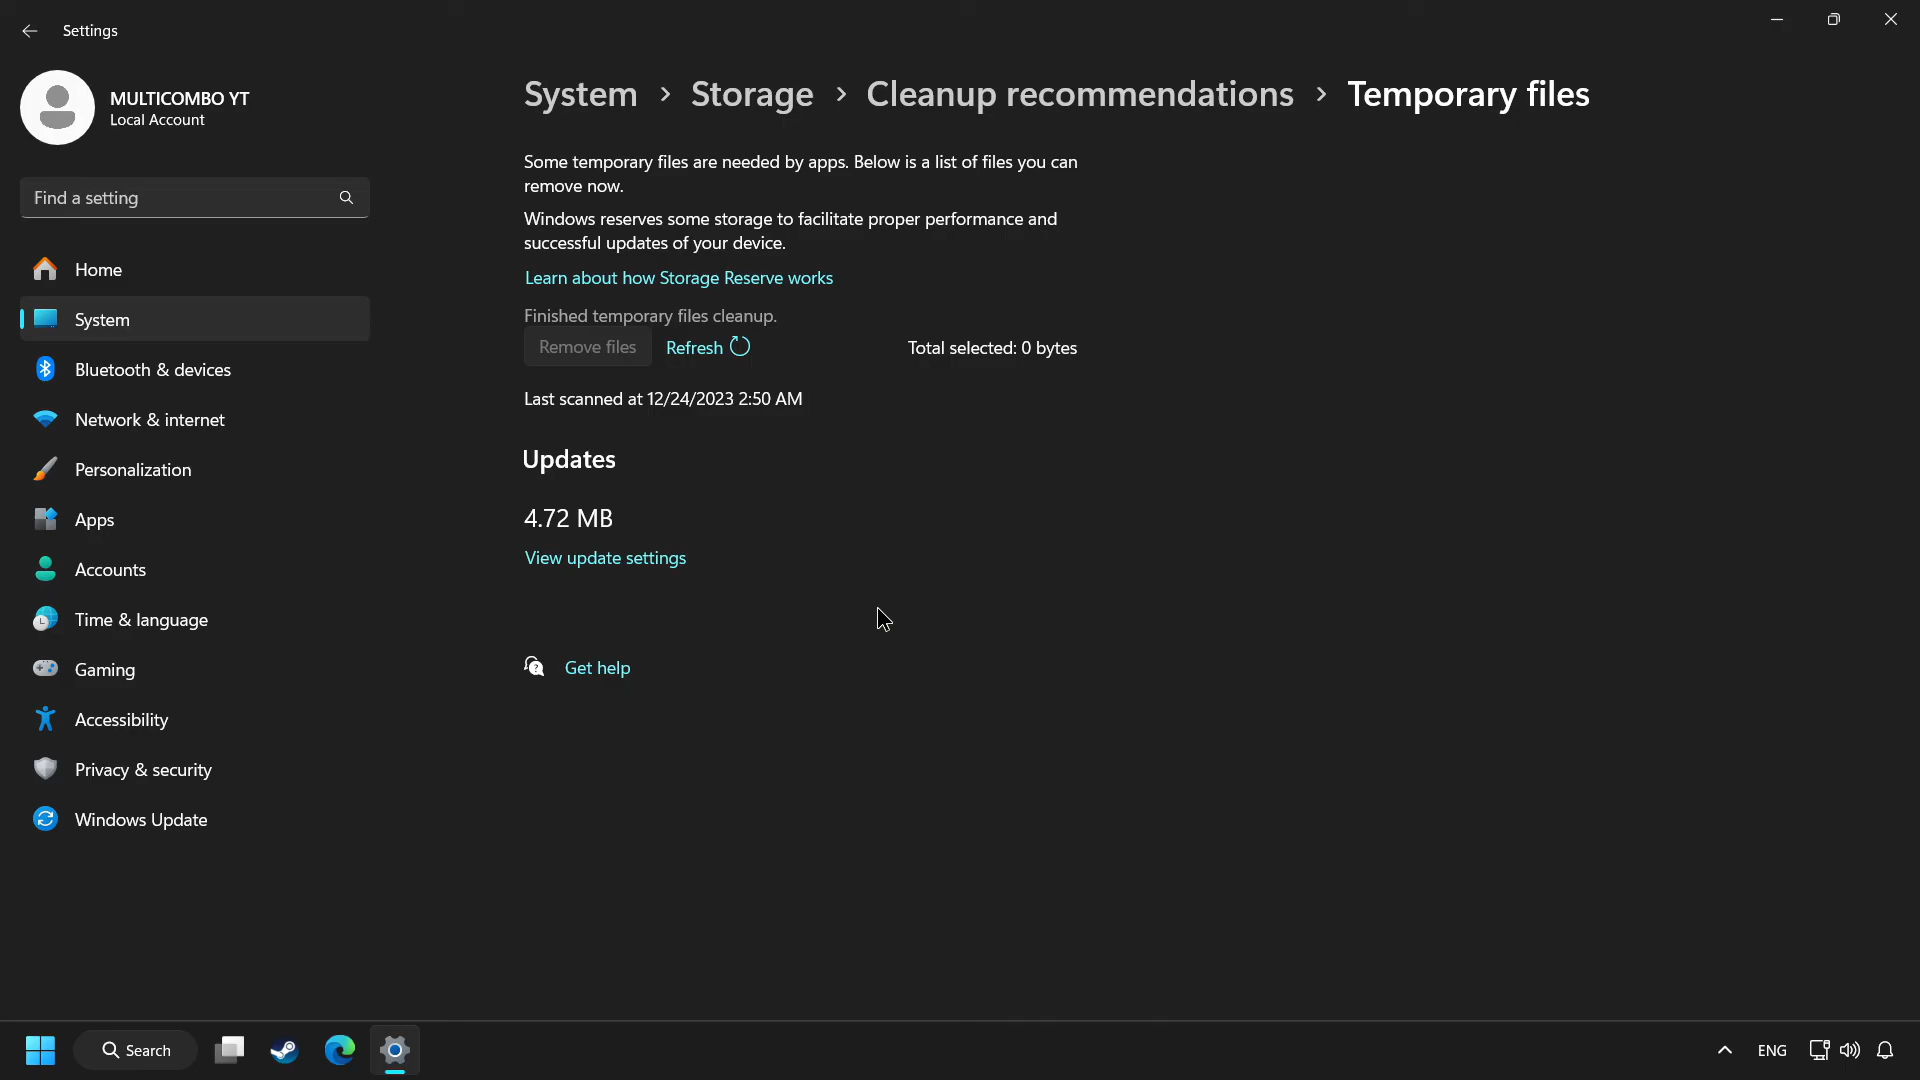 Settings
MULTICOMBO YT
Local Account
Find a setting
Home
System
Bluetooth & devices
Network & internet
Personalization
Apps
Accounts
Time & language
Gaming
Accessibility
Privacy & security
Windows Update
System > Storage > Cleanup recommendations > Temporary files
Some temporary files are needed by apps. Below is a list of files you can
remove now.
Windows reserves some storage to facilitate proper performance and
successful updates of your device.
Learn about how Storage Reserve works
Finished temporary files cleanup.
Remove files Refresh Total selected: 0 bytes
Last scanned at 12/24/2023 2:50 AM
Updates
4.72 MB
View update settings
Get help
Search
ENG